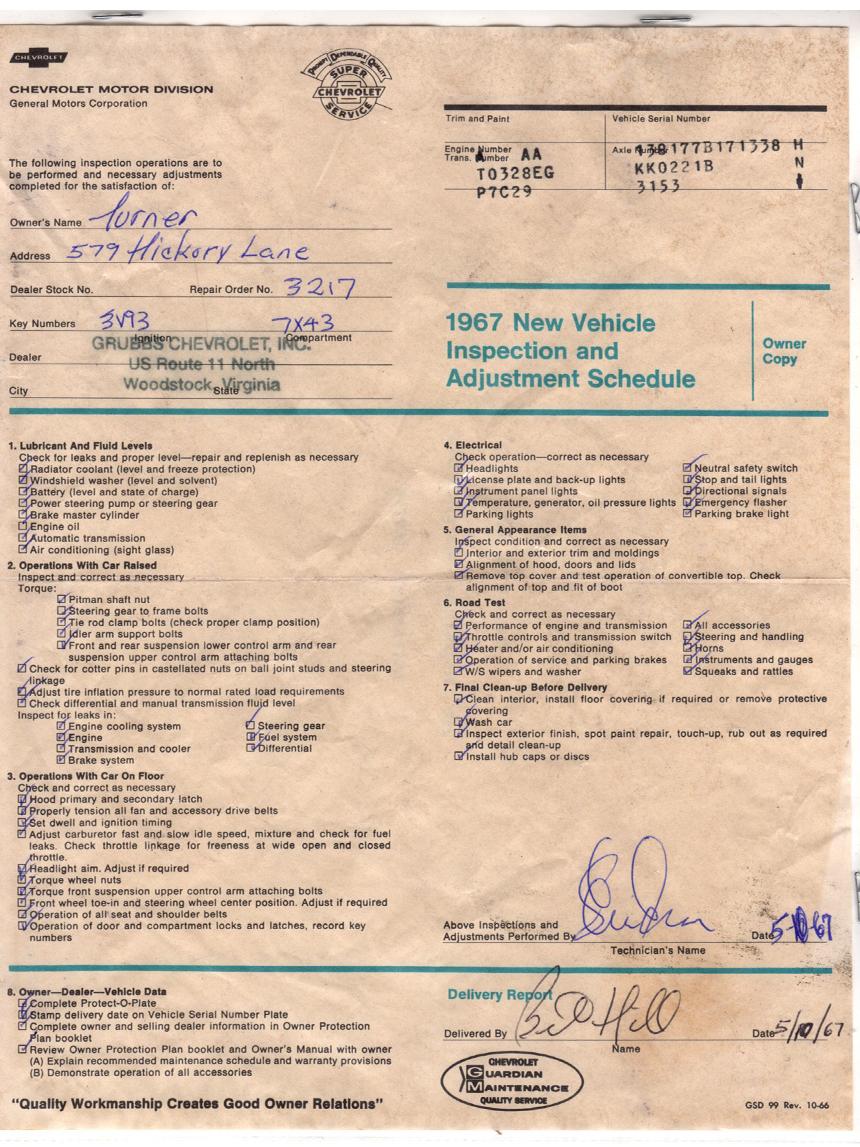 CHEVROLET
CHEVROLET MOTOR DIVISION
General Motors Corporation
PROMPT DEPENDABLE QUALITY
SUPER
CHEVROLET
SERVICE
The following inspection operations are to
be performed and necessary adjustments
completed for the satisfaction of:
Owner's Name Turner
Address 579 Hickory Lane
Dealer Stock No. Repair Order No. 3217
Key Numbers 3V93 7X43
Ignition Compartment
GRUBBS CHEVROLET, INC.
Dealer US Route 11 North
Woodstock, Virginia
City State
Trim and Paint Vehicle Serial Number
Engine Number AA Axle Number 138177B171338 H
Trans. Number T0328EG KK0221B N
P7C29 3153
1967 New Vehicle
Inspection and
Adjustment Schedule
Owner
Copy
1. Lubricant And Fluid Levels
Check for leaks and proper level—repair and replenish as necessary
Radiator coolant (level and freeze protection)
Windshield washer (level and solvent)
Battery (level and state of charge)
Power steering pump or steering gear
Brake master cylinder
Engine oil
Automatic transmission
Air conditioning (sight glass)
2. Operations With Car Raised
Inspect and correct as necessary
Torque:
Pitman shaft nut
Steering gear to frame bolts
Tie rod clamp bolts (check proper clamp position)
Idler arm support bolts
Front and rear suspension lower control arm and rear
suspension upper control arm attaching bolts
Check for cotter pins in castellated nuts on ball joint studs and steering
linkage
Adjust tire inflation pressure to normal rated load requirements
Check differential and manual transmission fluid level
Inspect for leaks in:
Engine cooling system Steering gear
Engine Fuel system
Transmission and cooler Differential
Brake system
3. Operations With Car On Floor
Check and correct as necessary
Hood primary and secondary latch
Properly tension all fan and accessory drive belts
Set dwell and ignition timing
Adjust carburetor fast and slow idle speed, mixture and check for fuel
leaks. Check throttle linkage for freeness at wide open and closed
throttle.
Headlight aim. Adjust if required
Torque wheel nuts
Torque front suspension upper control arm attaching bolts
Front wheel toe-in and steering wheel center position. Adjust if required
Operation of all seat and shoulder belts
Operation of door and compartment locks and latches, record key
numbers
4. Electrical
Check operation—correct as necessary
Headlights Neutral safety switch
License plate and back-up lights Stop and tail lights
Instrument panel lights Directional signals
Temperature, generator, oil pressure lights Emergency flasher
Parking lights Parking brake light
5. General Appearance Items
Inspect condition and correct as necessary
Interior and exterior trim and moldings
Alignment of hood, doors and lids
Remove top cover and test operation of convertible top. Check
alignment of top and fit of boot
6. Road Test
Check and correct as necessary
Performance of engine and transmission All accessories
Throttle controls and transmission switch Steering and handling
Heater and/or air conditioning Horns
Operation of service and parking brakes Instruments and gauges
W/S wipers and washer Squeaks and rattles
7. Final Clean-up Before Delivery
Clean interior, install floor covering if required or remove protective
covering
Wash car
Inspect exterior finish, spot paint repair, touch-up, rub out as required
and detail clean-up
Install hub caps or discs
Above Inspections and
Adjustments Performed By Date 5-10-67
Technician's Name
8. Owner—Dealer—Vehicle Data
Complete Protect-O-Plate
Stamp delivery date on Vehicle Serial Number Plate
Complete owner and selling dealer information in Owner Protection
Plan booklet
Review Owner Protection Plan booklet and Owner's Manual with owner
(A) Explain recommended maintenance schedule and warranty provisions
(B) Demonstrate operation of all accessories
"Quality Workmanship Creates Good Owner Relations"
Delivery Report
Delivered By Bill Hill Date 5/10/67
Name
CHEVROLET
GUARDIAN
MAINTENANCE
QUALITY SERVICE
GSD 99 Rev. 10-66